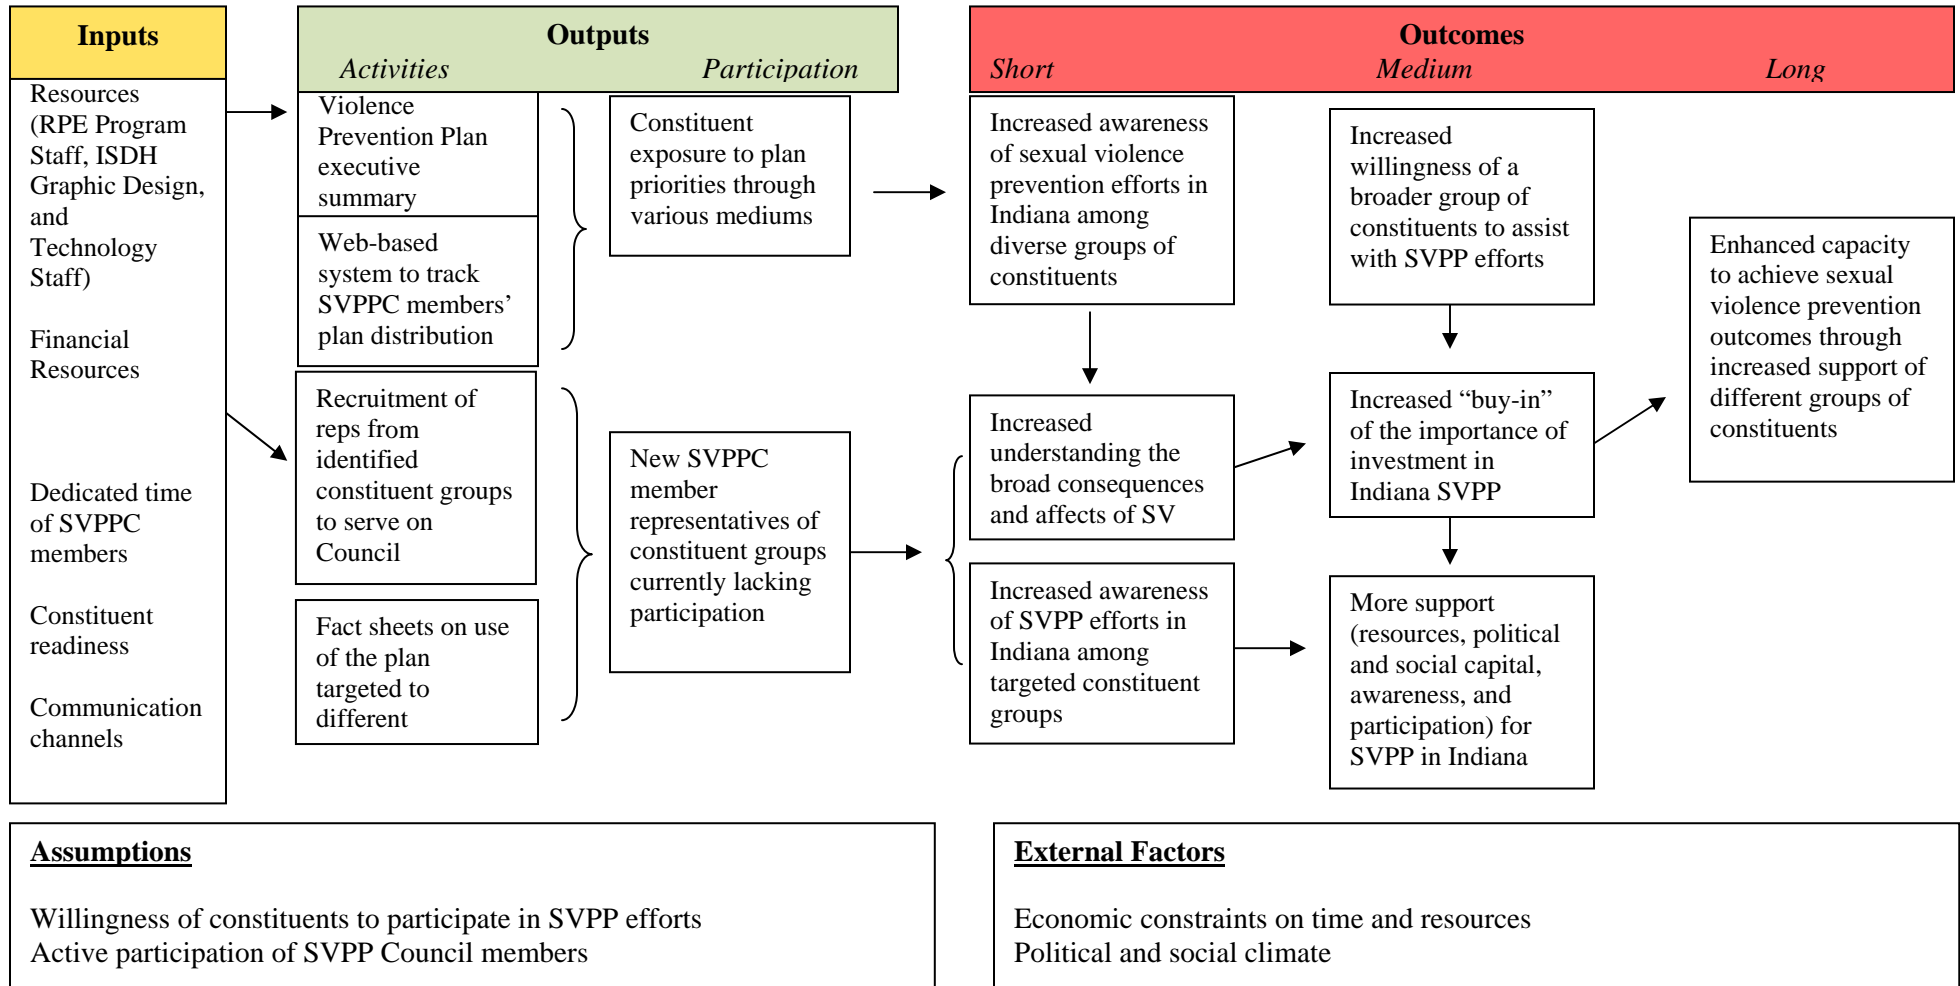 Inputs
Outputs
Activities
Participation
Outcomes
Short
Medium
Long
Resources
(RPE Program
Staff, ISDH
Graphic Design,
and
Technology
Staff)
Financial
Resources
Dedicated time
of SVPPC
members
Constituent
readiness
Communication
channels
Violence
Prevention Plan
executive
summary
Web-based
system to track
SVPPC members’
plan distribution
Recruitment of
reps from
identified
constituent groups
to serve on
Council
Fact sheets on use
of the plan
targeted to
different
Constituent
exposure to plan
priorities through
various mediums
New SVPPC
member
representatives of
constituent groups
currently lacking
participation
Increased awareness
of sexual violence
prevention efforts in
Indiana among
diverse groups of
constituents
Increased
understanding the
broad consequences
and affects of SV
Increased awareness
of SVPP efforts in
Indiana among
targeted constituent
groups
Increased
willingness of a
broader group of
constituents to assist
with SVPP efforts
Increased “buy-in”
of the importance of
investment in
Indiana SVPP
More support
(resources, political
and social capital,
awareness, and
participation) for
SVPP in Indiana
Enhanced capacity
to achieve sexual
violence prevention
outcomes through
increased support of
different groups of
constituents
Assumptions
Willingness of constituents to participate in SVPP efforts
Active participation of SVPP Council members
External Factors
Economic constraints on time and resources
Political and social climate